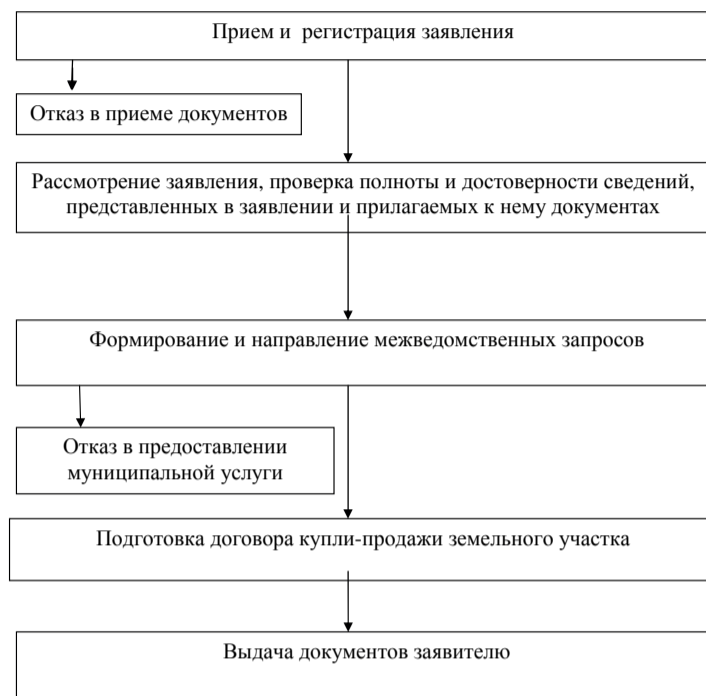 Прием и регистрация заявления
Отказ в приеме документов
Рассмотрение заявления, проверка полноты и достоверности сведений,
представленных в заявлении и прилагаемых к нему документах
Формирование и направление межведомственных запросов
Отказ в предоставлении
муниципальной услуги
Подготовка договора купли-продажи земельного участка
Выдача документов заявителю